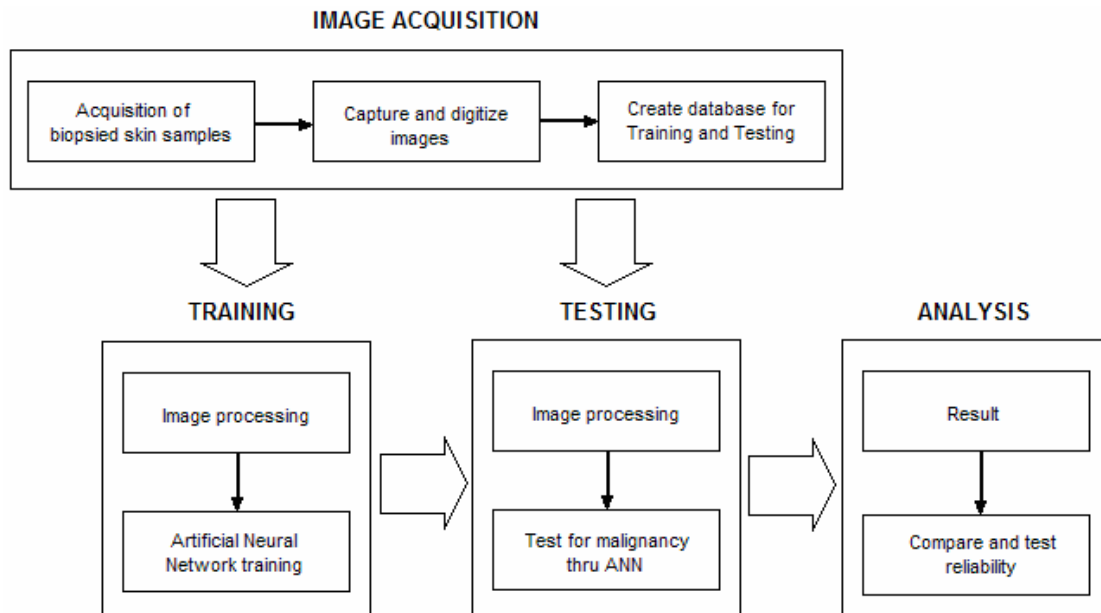 IMAGE ACQUISITION
Acquisition of
biopsied skin samples
Capture and digitize
images
Create database for
Training and Testing
TRAINING
Image processing
Artificial Neural
Network training
TESTING
Image processing
Test for malignancy
thru ANN
ANALYSIS
Result
Compare and test
reliability